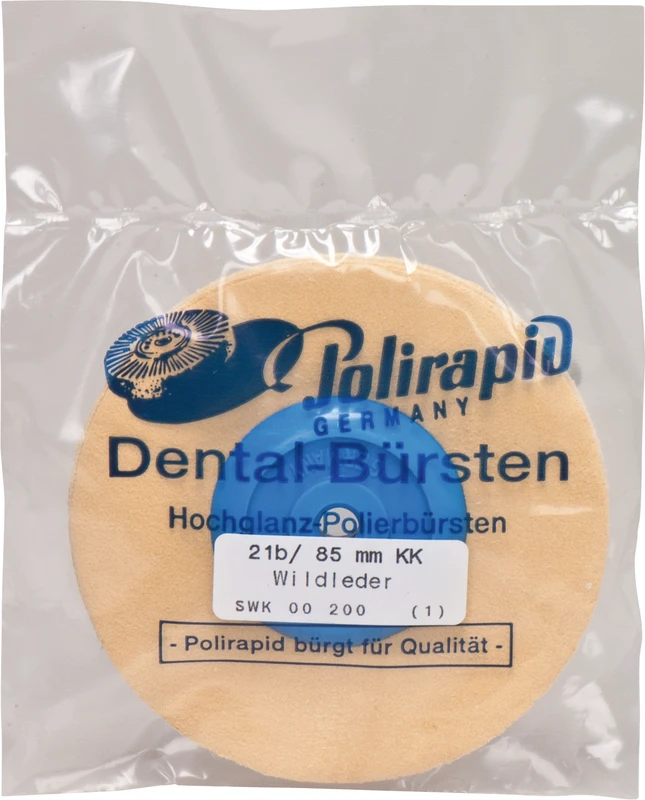 Polirapid
GERMANY
Dental-Bürsten
Hochglanz-Polierbürsten
21b/ 85 mm KK
Wildleder
SWK 00 200 (1)
- Polirapid bürgt für Qualität -